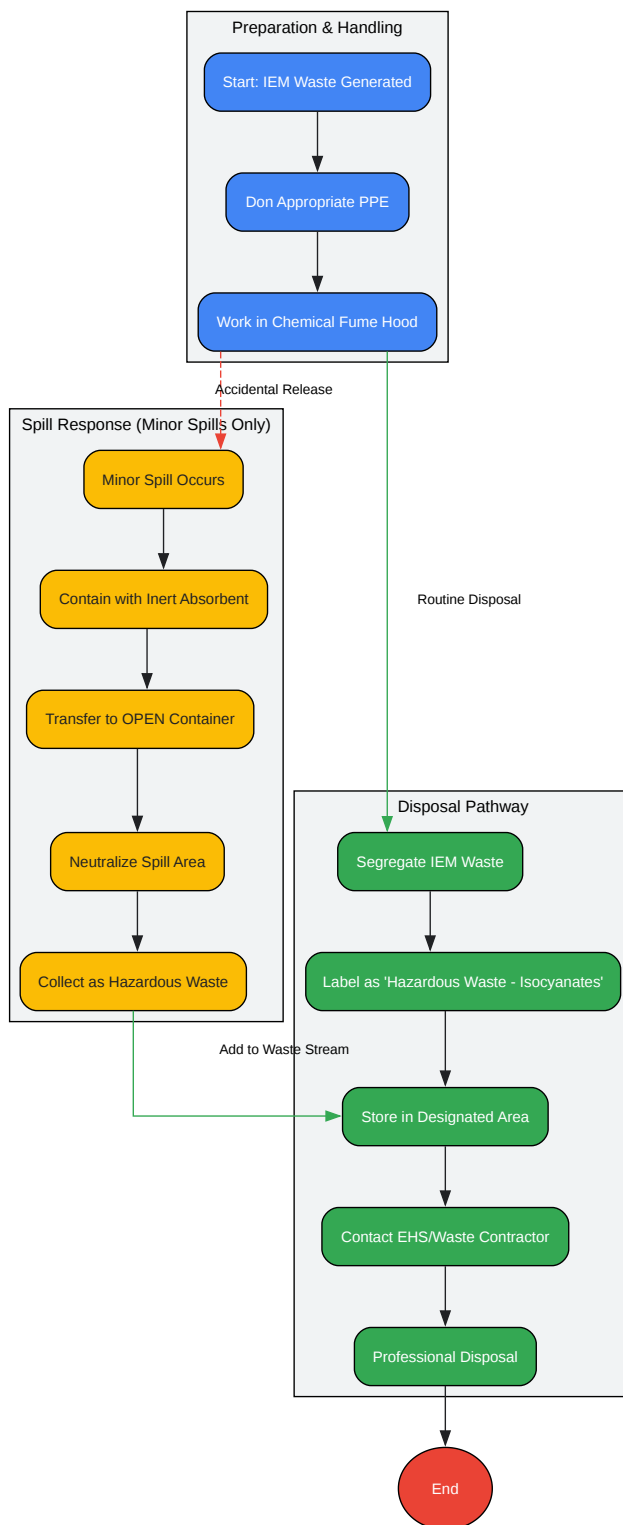 Preparation & Handling
Start: IEM Waste Generated
Don Appropriate PPE
Work in Chemical Fume Hood
Accidental Release
Spill Response (Minor Spills Only)
Minor Spill Occurs
Contain with Inert Absorbent
Routine Disposal
Transfer to OPEN Container
Disposal Pathway
Neutralize Spill Area
Segregate IEM Waste
Collect as Hazardous Waste
Label as 'Hazardous Waste - Isocyanates'
Add to Waste Stream
Store in Designated Area
Contact EHS/Waste Contractor
Professional Disposal
End